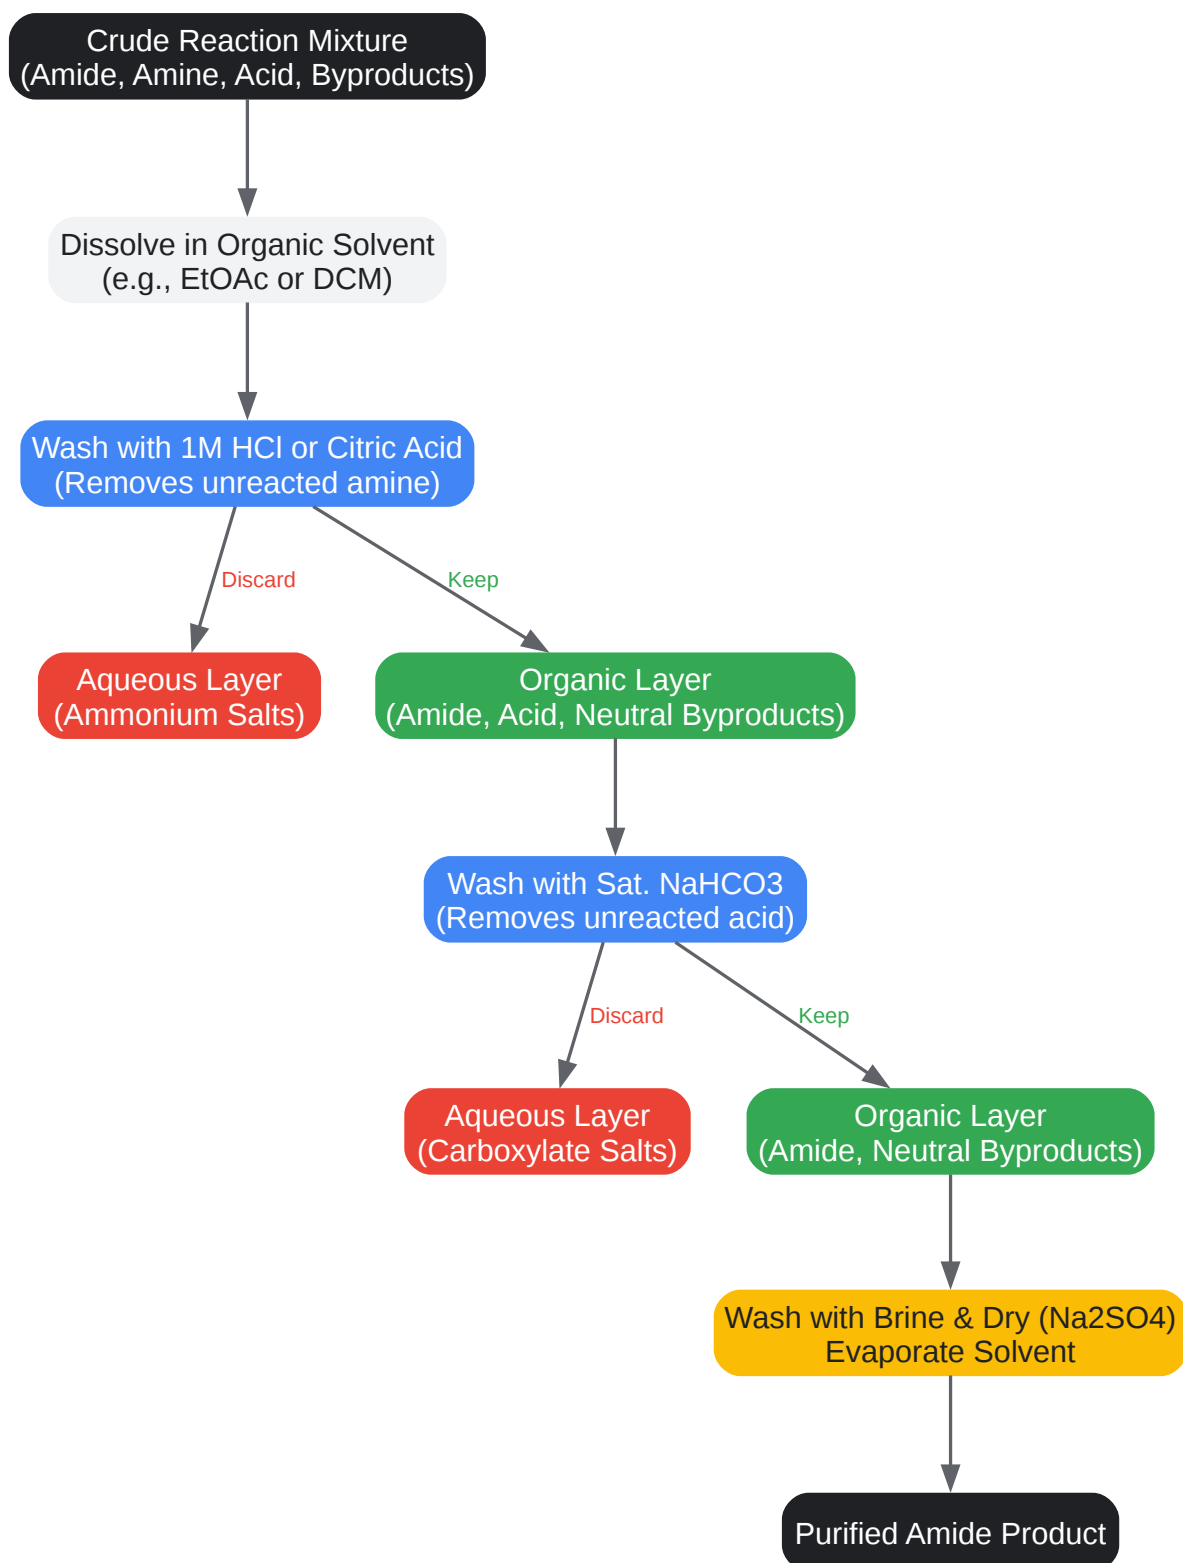 Crude Reaction Mixture
(Amide, Amine, Acid, Byproducts)
Dissolve in Organic Solvent
(e.g., EtOAc or DCM)
Wash with 1M HCl or Citric Acid
(Removes unreacted amine)
Discard
Keep
Aqueous Layer
(Ammonium Salts)
Organic Layer
(Amide, Acid, Neutral Byproducts)
Wash with Sat. NaHCO3
(Removes unreacted acid)
Discard
Keep
Aqueous Layer
(Carboxylate Salts)
Organic Layer
(Amide, Neutral Byproducts)
Wash with Brine & Dry (Na2SO4)
Evaporate Solvent
Purified Amide Product